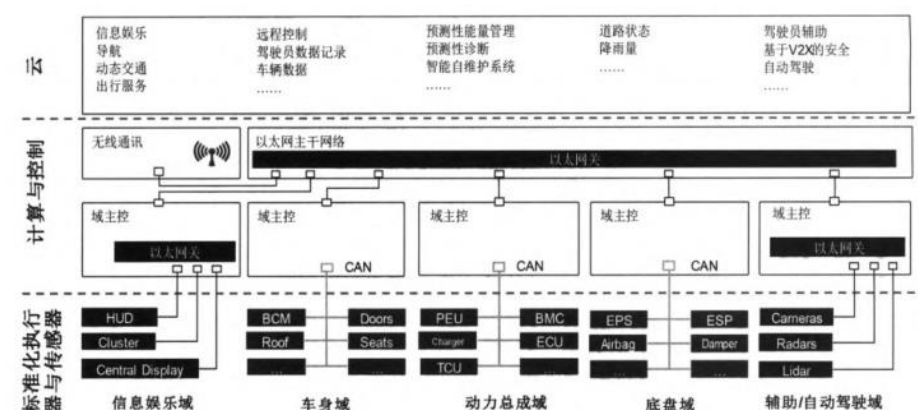 云
信息娱乐
导航
动态交通
出行服务
远程控制
驾驶员数据记录
车辆数据
……
预测性能量管理
预测性诊断
智能自维护系统
……
道路状态
降雨量
……
驾驶员辅助
基于V2X的安全
自动驾驶
……
计算与控制
无线通讯
以太网主干网络
以太网关
域主控
以太网关
域主控
CAN
域主控
CAN
域主控
CAN
域主控
以太网关
标准化执行
器与传感器
HUD
Cluster
Central Display
信息娱乐域
BCM
Doors
Roof
Seats
…
…
车身域
PEU
BMC
Charger
ECU
TCU
…
动力总成域
EPS
ESP
Airbag
Damper
…
…
底盘域
Cameras
Radars
Lidar
辅助/自动驾驶域